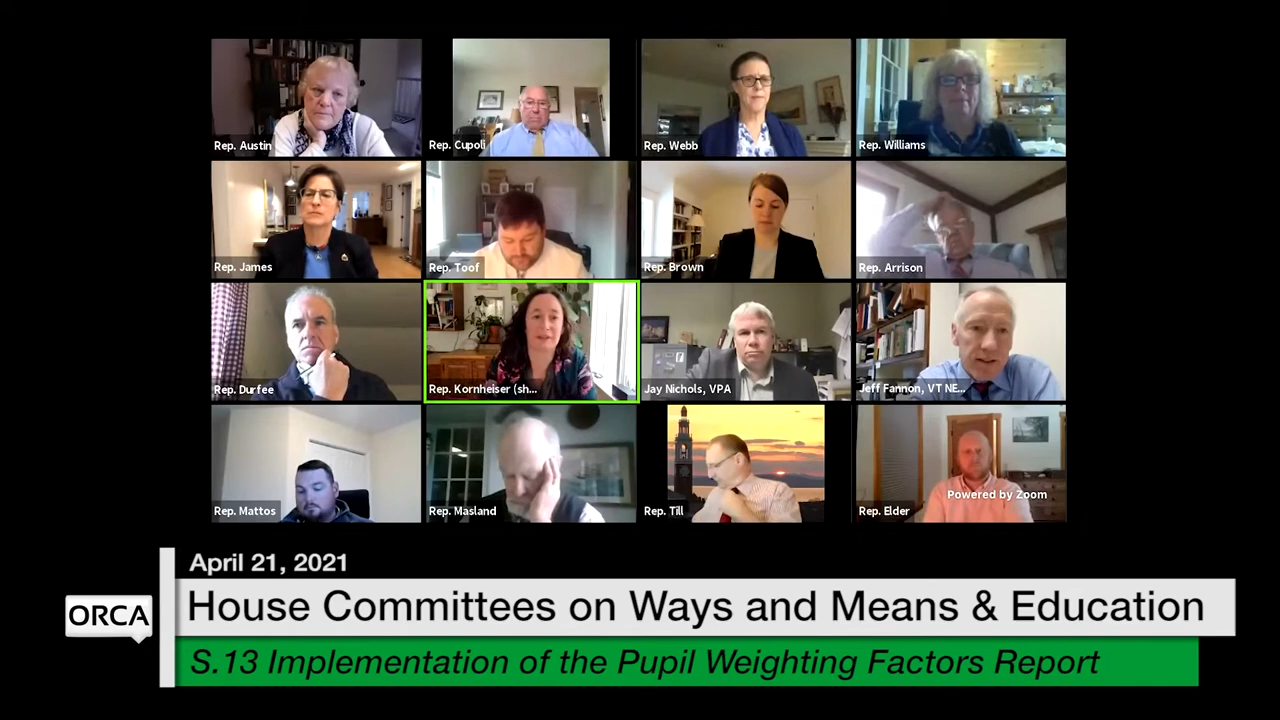 Rep. Austin
Rep. Cupoli
Rep. Webb
Rep. Williams
Rep. James
Rep. Toof
Rep. Brown
Rep. Arrison
Rep. Durfee
Rep. Kornheiser (sh...
Jay Nichols, VPA
Jeff Fannon, VT NE...
Rep. Mattos
Rep. Masland
Rep. Till
Rep. Elder
Powered by Zoom
April 21, 2021
ORCA
House Committees on Ways and Means & Education
S.13 Implementation of the Pupil Weighting Factors Report